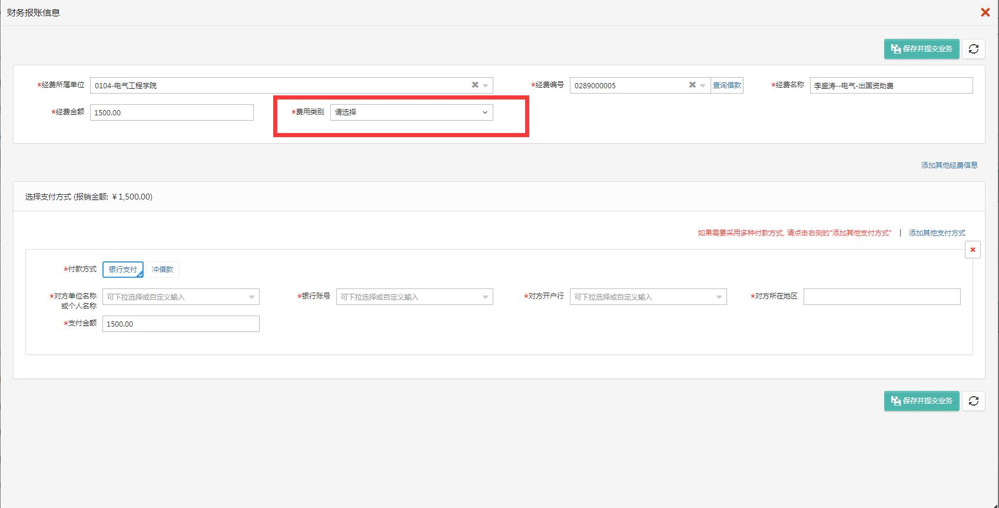 财务报账信息
保存并提交业务
*经费所属单位 0104-电气工程学院 *经费编号 0289000005 查询借款 *经费名称 李盛涛--电气-出国资助费
*经费金额 1500.00 *费用类别 请选择
添加其他经费信息
选择支付方式 (报销金额: ¥1,500.00)
如果需要采用多种付款方式, 请点击右侧的"添加其他支付方式" | 添加其他支付方式
*付款方式 银行支付 冲借款
*对方单位名称 可下拉选择或自定义输入 *银行账号 可下拉选择或自定义输入 *对方开户行 可下拉选择或自定义输入 *对方所在地区
或个人名称
*支付金额 1500.00
保存并提交业务